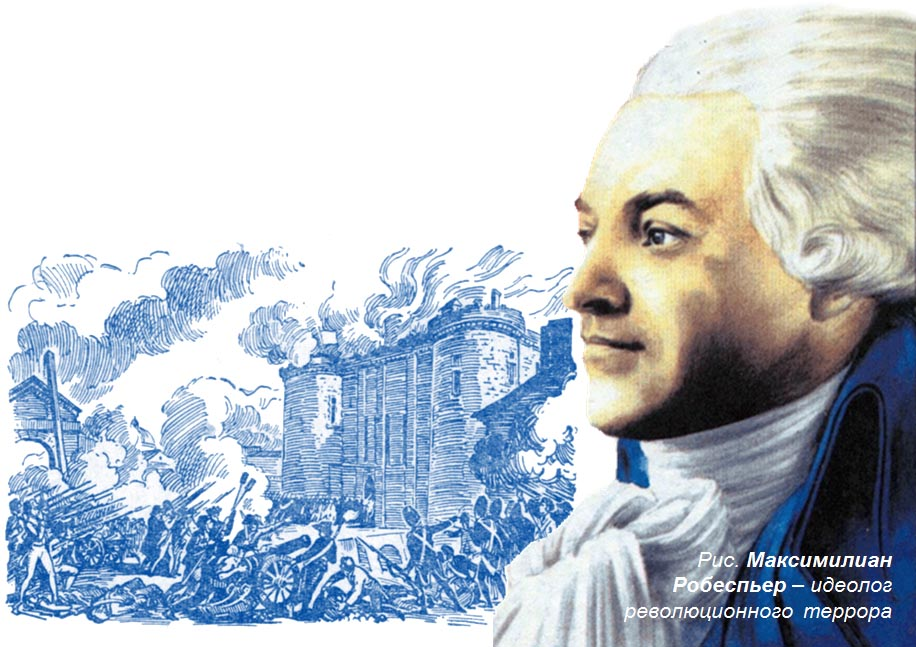 Рис. Максимилиан
Робеспьер – идеолог
революционного террора